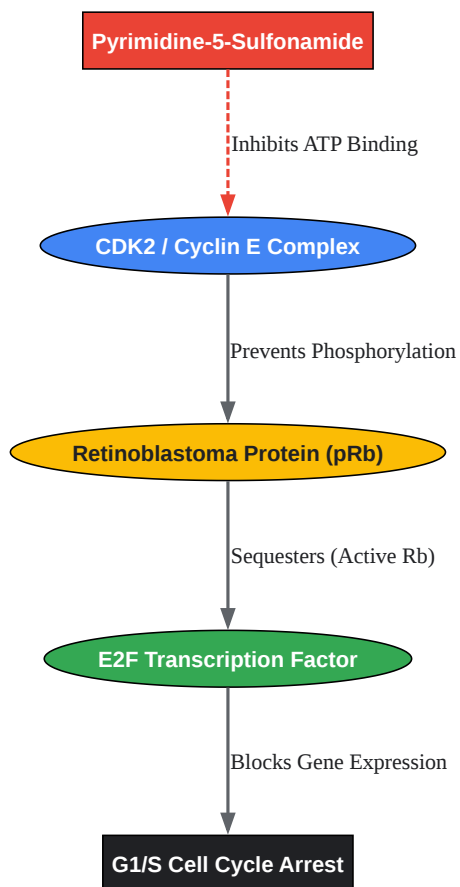 Pyrimidine-5-Sulfonamide
Inhibits ATP Binding
CDK2 / Cyclin E Complex
Prevents Phosphorylation
Retinoblastoma Protein (pRb)
Sequesters (Active Rb)
E2F Transcription Factor
Blocks Gene Expression
G1/S Cell Cycle Arrest